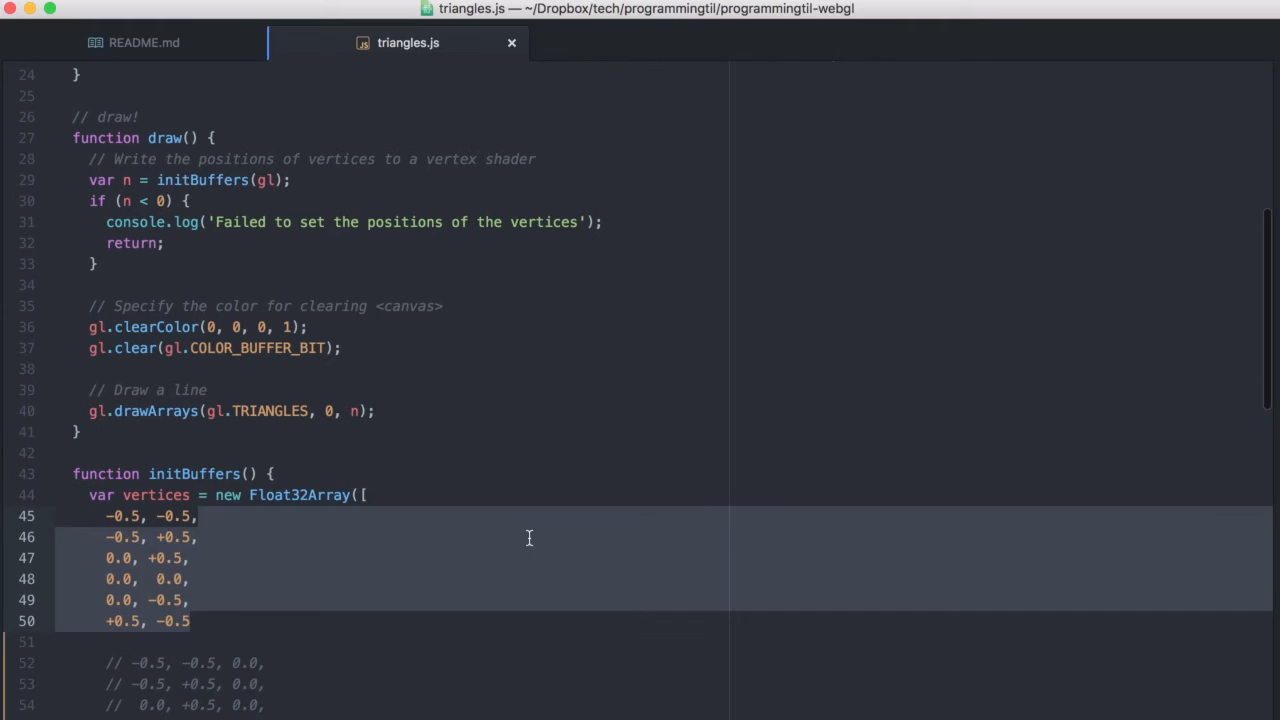 triangles.js — ~/Dropbox/tech/programmingtil/programmingtil-webgl
README.md
JS triangles.js ×
24 }
25
26 // draw!
27 function draw() {
28 // Write the positions of vertices to a vertex shader
29 var n = initBuffers(gl);
30 if (n < 0) {
31 console.log('Failed to set the positions of the vertices');
32 return;
33 }
34
35 // Specify the color for clearing <canvas>
36 gl.clearColor(0, 0, 0, 1);
37 gl.clear(gl.COLOR_BUFFER_BIT);
38
39 // Draw a line
40 gl.drawArrays(gl.TRIANGLES, 0, n);
41 }
42
43 function initBuffers() {
44 var vertices = new Float32Array([
45 -0.5, -0.5,
46 -0.5, +0.5,
47 0.0, +0.5,
48 0.0, 0.0,
49 0.0, -0.5,
50 +0.5, -0.5
51
52 // -0.5, -0.5, 0.0,
53 // -0.5, +0.5, 0.0,
54 // 0.0, +0.5, 0.0,